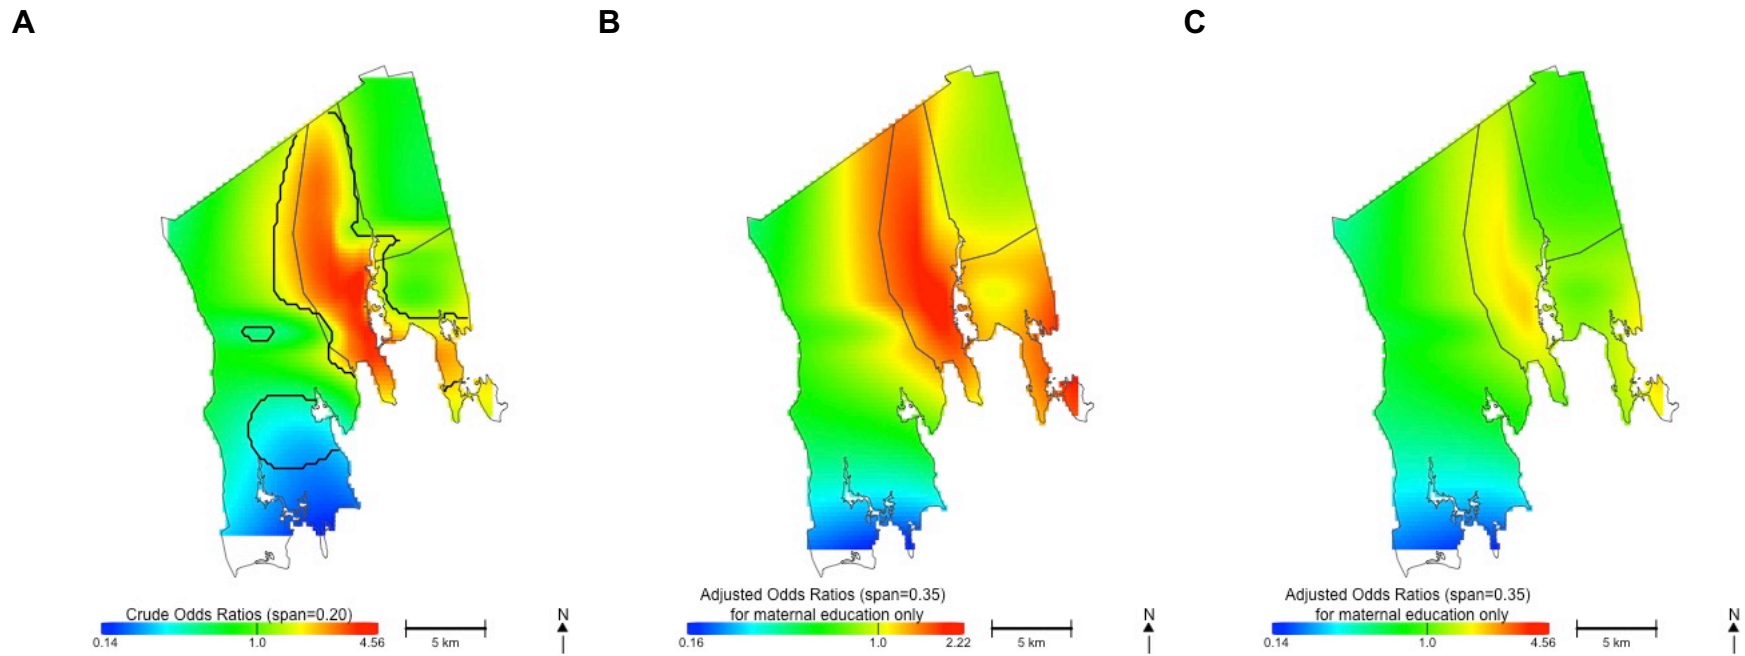 A
B
C
Crude Odds Ratios (span=0.20)
0.14 1.0 4.56
5 km
N
Adjusted Odds Ratios (span=0.35)
for maternal education only
0.16 1.0 2.22
5 km
N
Adjusted Odds Ratios (span=0.35)
for maternal education only
0.14 1.0 4.56
5 km
N